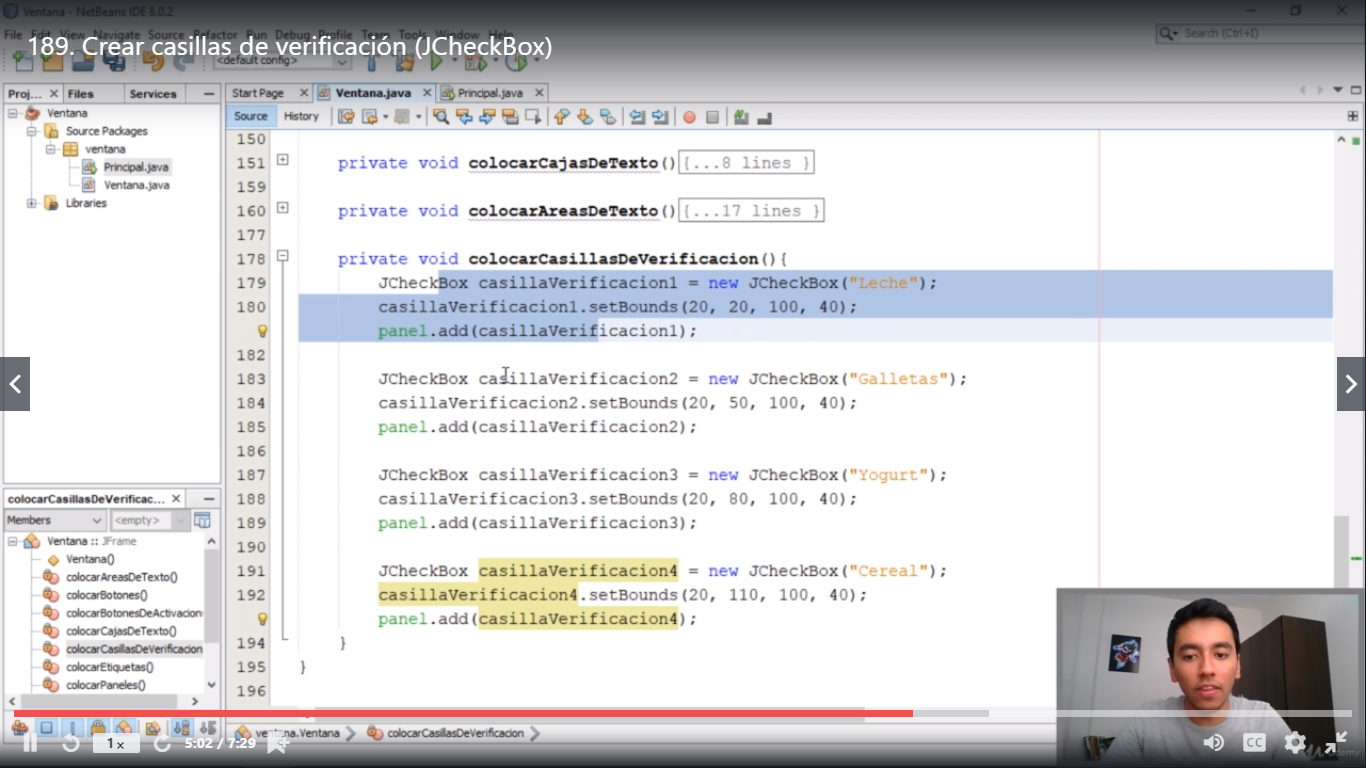 Ventana - NetBeans IDE 8.0.2
File Edit View Navigate Source Refactor Run Debug Profile Team Tools Window Help
Search (Ctrl+I)
189. Crear casillas de verificación (JCheckBox)
<default config>
Proj... Files Services
Start Page Ventana.java Principal.java
Source History
Ventana
Source Packages
ventana
Principal.java
Ventana.java
Libraries
150
151 private void colocarCajasDeTexto(){...8 lines }
159
160 private void colocarAreasDeTexto(){...17 lines }
177
178 private void colocarCasillasDeVerificacion(){
179 JCheckBox casillaVerificacion1 = new JCheckBox("Leche");
180 casillaVerificacion1.setBounds(20, 20, 100, 40);
panel.add(casillaVerificacion1);
182
183 JCheckBox casillaVerificacion2 = new JCheckBox("Galletas");
184 casillaVerificacion2.setBounds(20, 50, 100, 40);
185 panel.add(casillaVerificacion2);
186
187 JCheckBox casillaVerificacion3 = new JCheckBox("Yogurt");
188 casillaVerificacion3.setBounds(20, 80, 100, 40);
189 panel.add(casillaVerificacion3);
190
191 JCheckBox casillaVerificacion4 = new JCheckBox("Cereal");
192 casillaVerificacion4.setBounds(20, 110, 100, 40);
panel.add(casillaVerificacion4);
194 }
195 }
196
colocarCasillasDeVerificac...
Members <empty>
Ventana :: JFrame
Ventana()
colocarAreasDeTexto()
colocarBotones()
colocarBotonesDeActivacion
colocarCajasDeTexto()
colocarCasillasDeVerificacion
colocarEtiquetas()
colocarPaneles()
ventana.Ventana colocarCasillasDeVerificacion
1x 5:02 / 7:29 CC